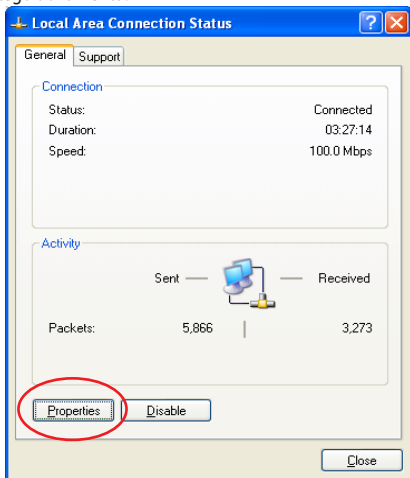 Local Area Connection Status
General Support
Connection
Status: Connected
Duration: 03:27:14
Speed: 100.0 Mbps
Activity
Sent — — Received
Packets: 5,866 | 3,273
Properties Disable
Close